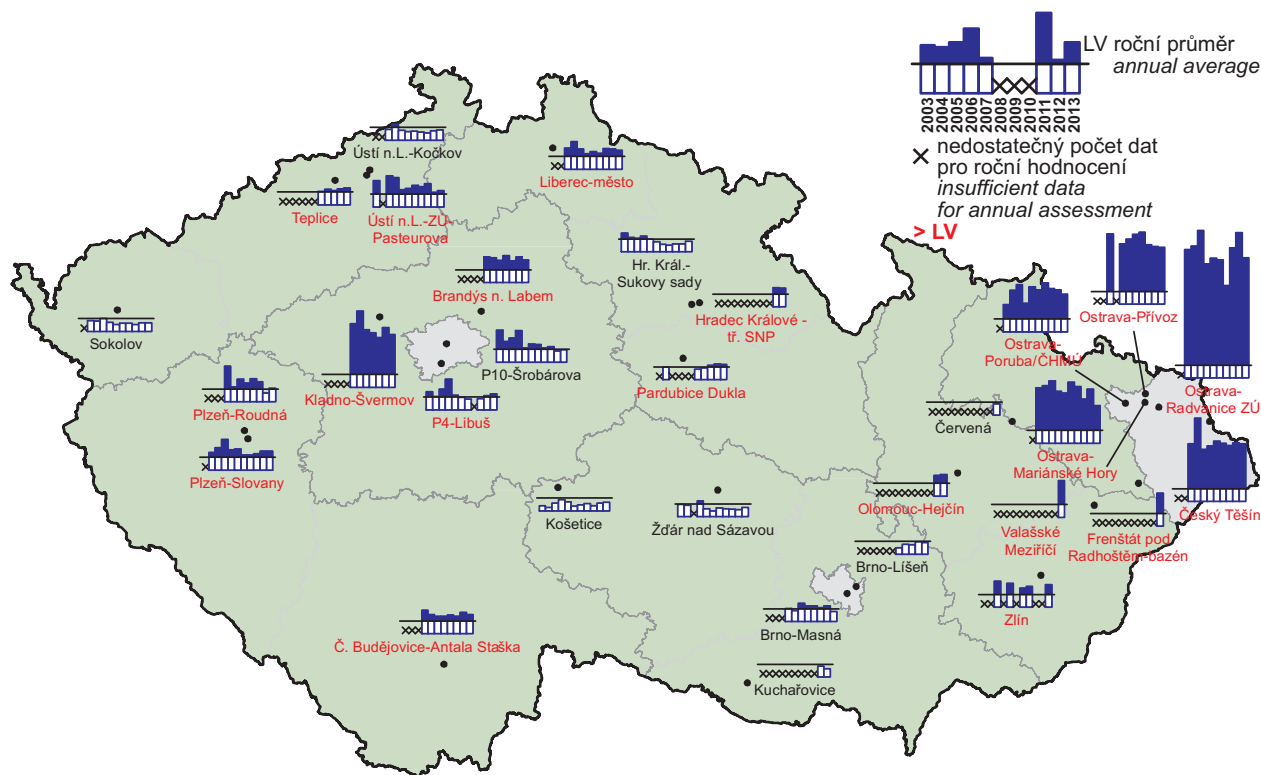 LV roční průměr
annual average
2003
2004
2005
2006
2007
2008
2009
2010
2011
2012
2013
× nedostatečný počet dat
pro roční hodnocení
insufficient data
for annual assessment
> LV
Ústí n.L.-Kočkov
Liberec-město
Teplice
Ústí n.L.-ZÚ-
Pasteurova
Hr. Král.-
Sukovy sady
Brandýs n. Labem
Hradec Králové -
tř. SNP
Ostrava-Přívoz
Sokolov
Ostrava-
Poruba/ČHMÚ
P10-Šrobárova
Kladno-Švermov
Pardubice Dukla
Ostrava-
Radvanice ZÚ
Plzeň-Roudná
P4-Libuš
Červená
Ostrava-
Mariánské Hory
Plzeň-Slovany
Košetice
Žďár nad Sázavou
Olomouc-Hejčín
Valašské
Meziříčí
Frenštát pod
Radhoštěm-bazén
Český Těšín
Brno-Líšeň
Zlín
Brno-Masná
Č. Budějovice-Antala Staška
Kuchařovice